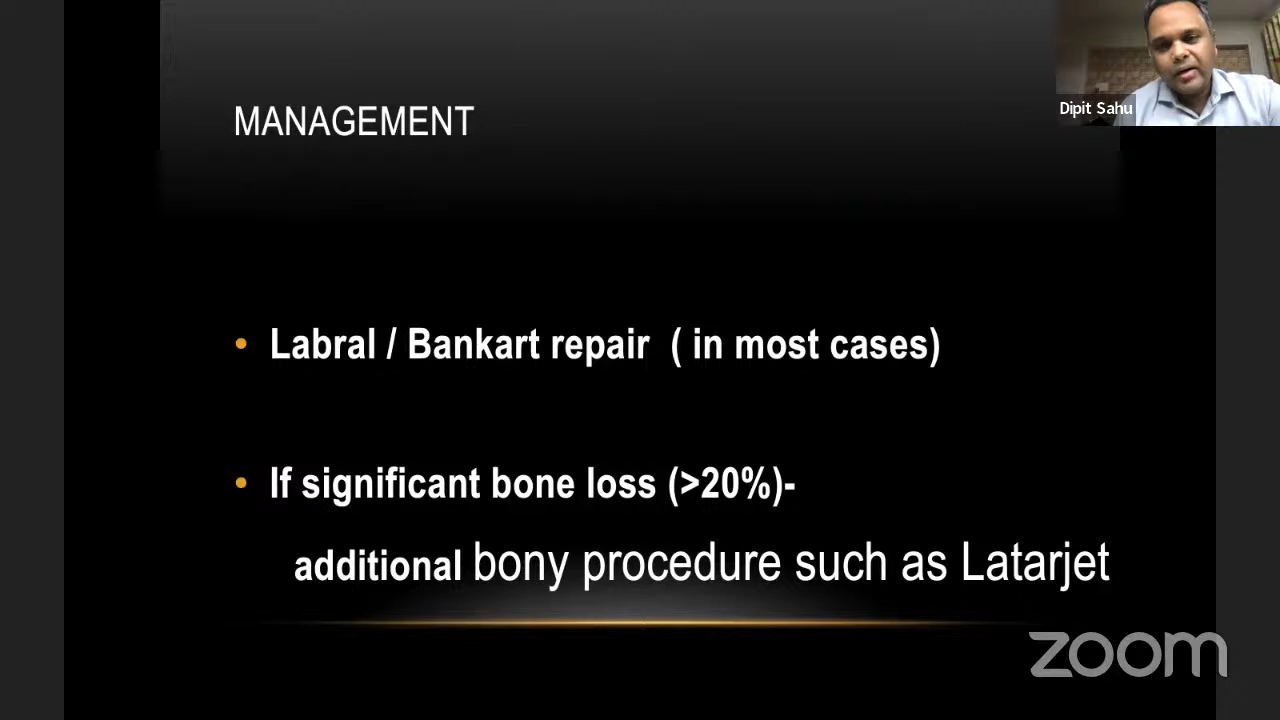 MANAGEMENT
Dipit Sahu
• Labral / Bankart repair ( in most cases)
• If significant bone loss (>20%)-
additional bony procedure such as Latarjet
zoom